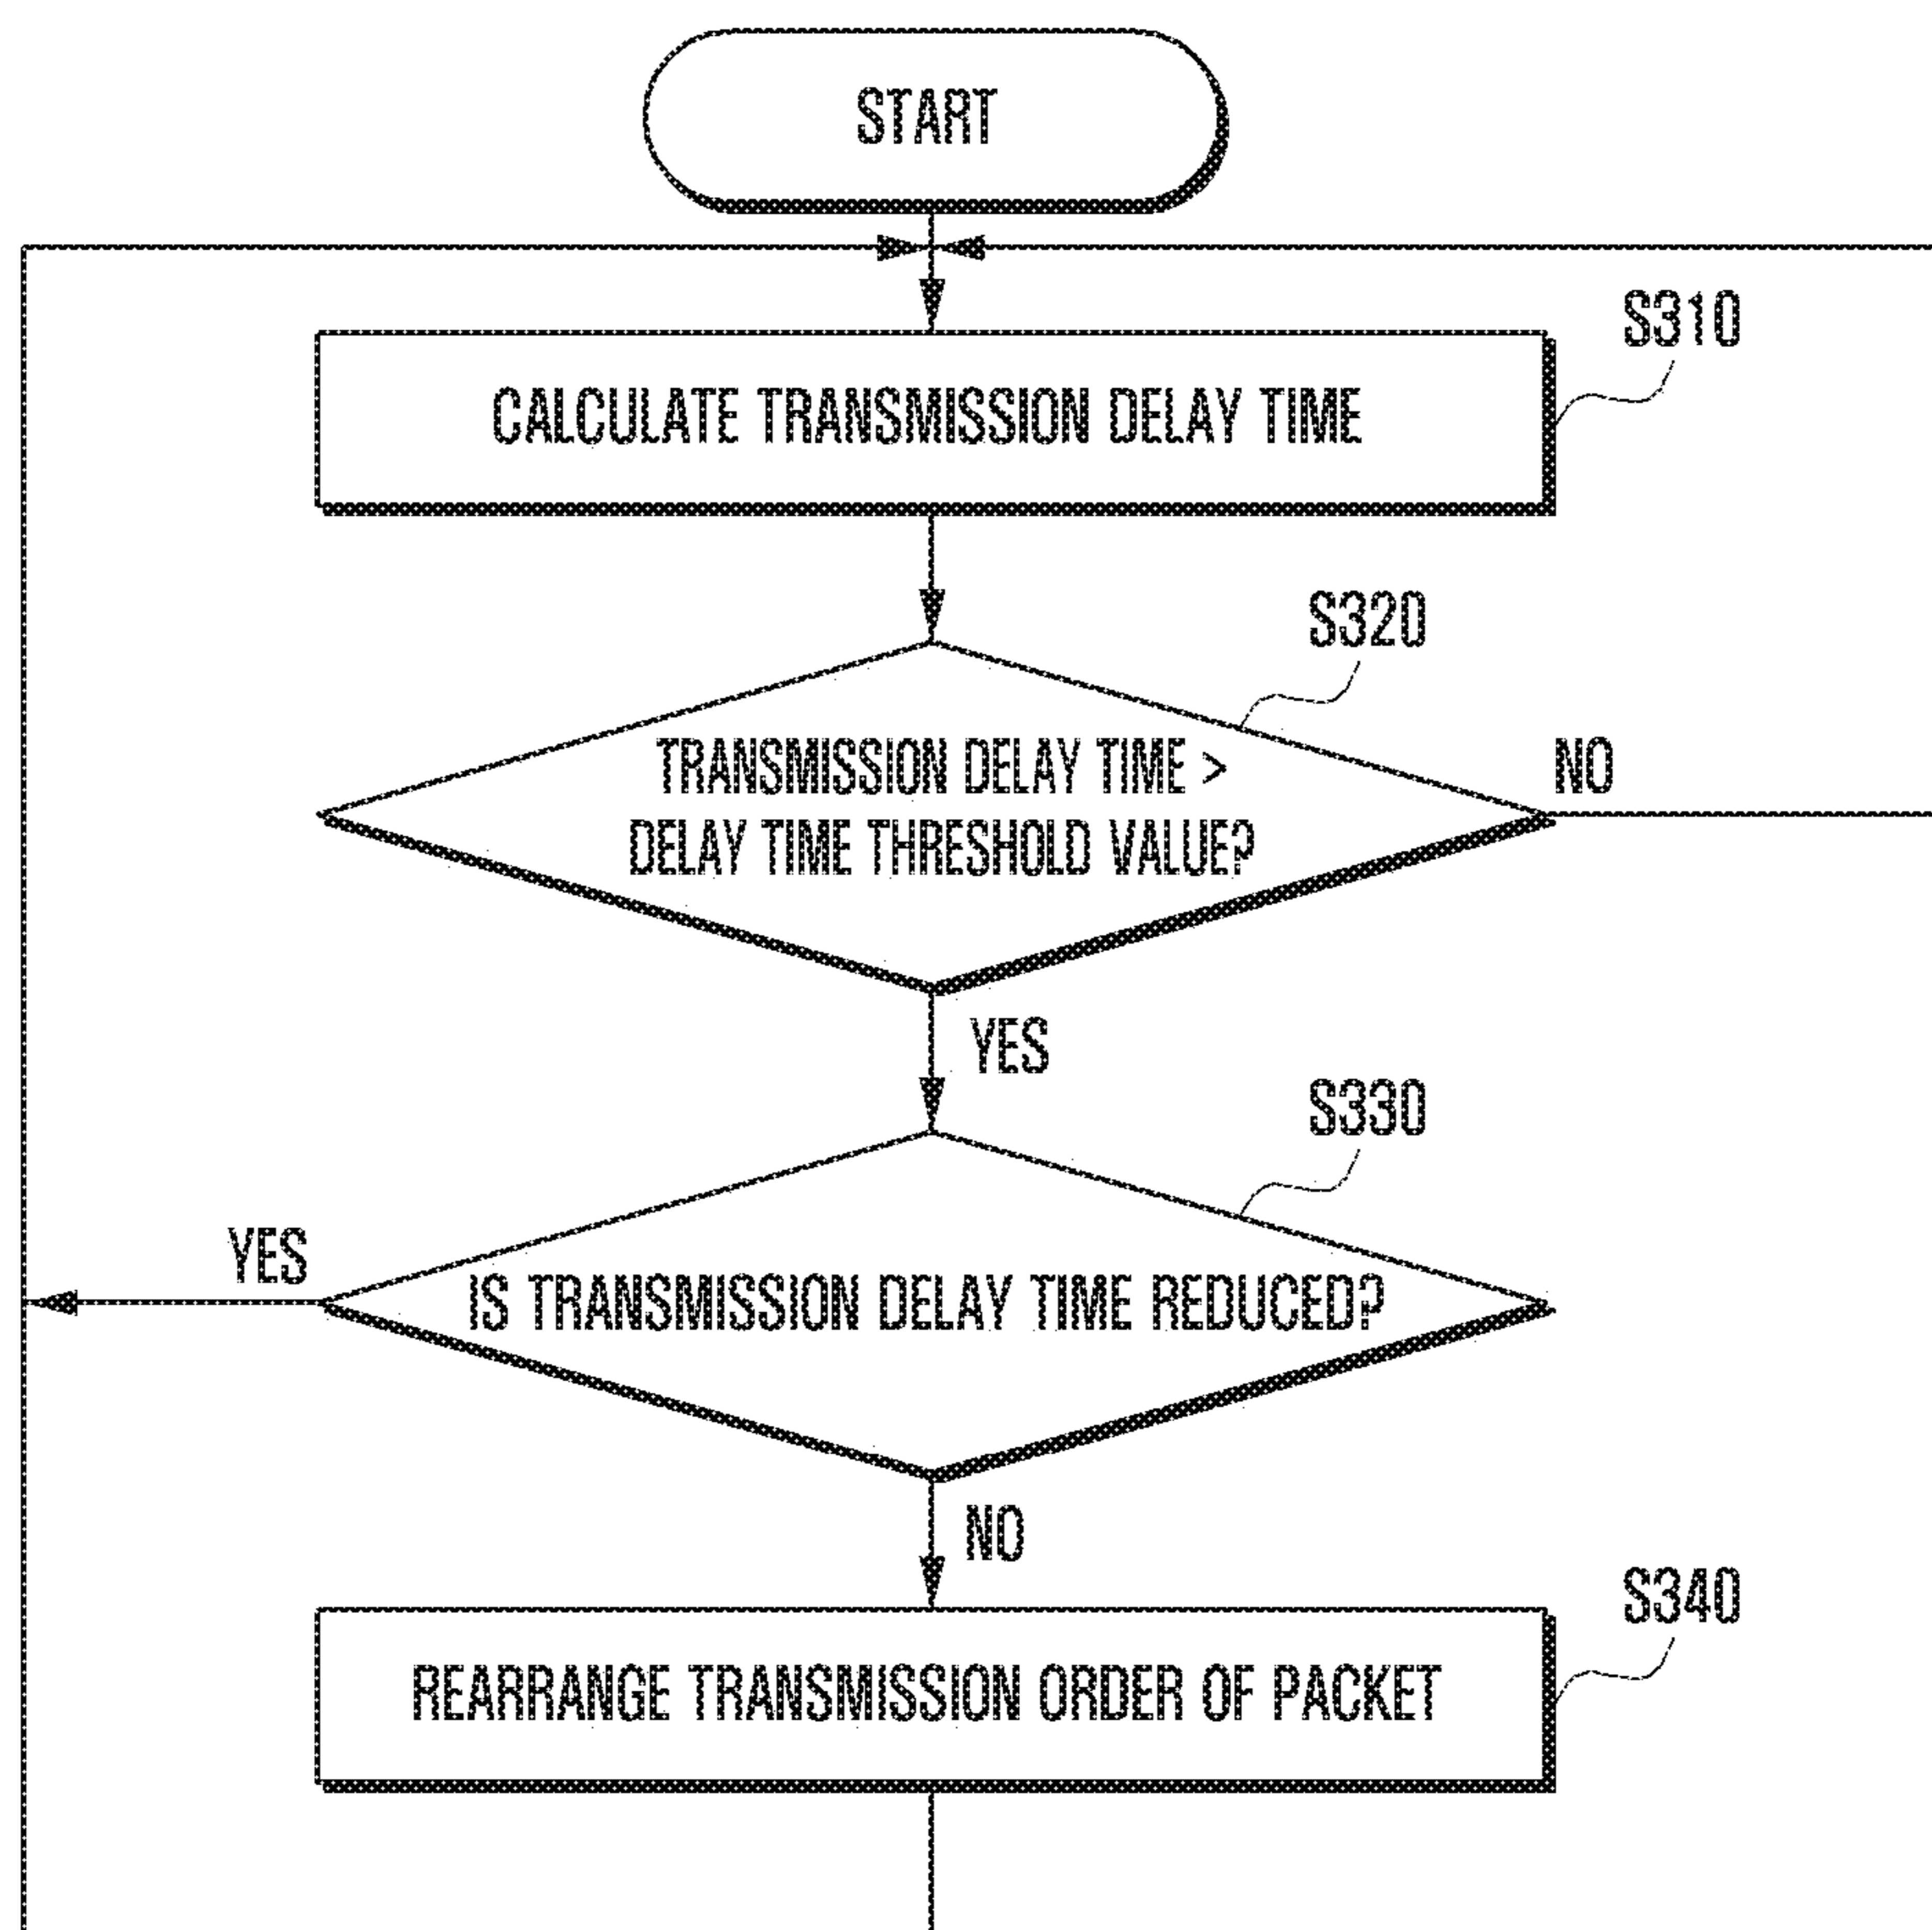 START
S310
CALCULATE TRANSMISSION DELAY TIME
S320
TRANSMISSION DELAY TIME >
DELAY TIME THRESHOLD VALUE?
NO
YES
S330
YES
IS TRANSMISSION DELAY TIME REDUCED?
NO
S340
REARRANGE TRANSMISSION ORDER OF PACKET